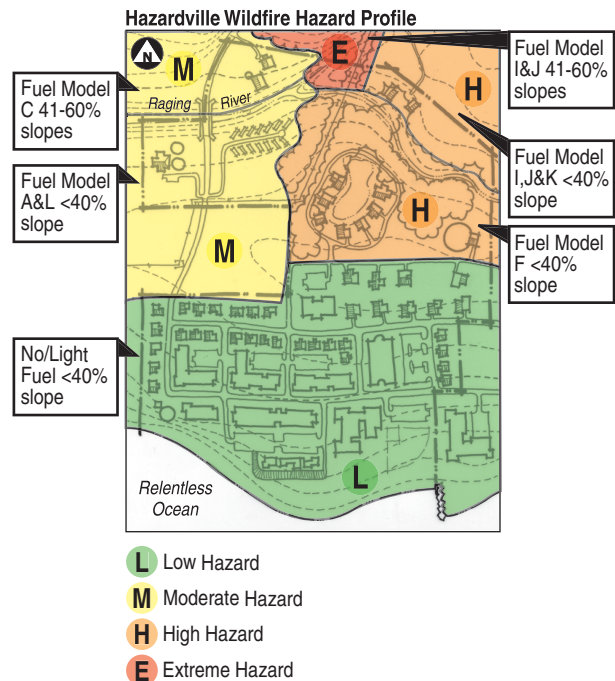 Hazardville Wildfire Hazard Profile
N
M
E
H
Fuel Model
I&J 41-60%
slopes
Fuel Model
C 41-60%
slopes
Raging River
Fuel Model
I,J&K <40%
slope
Fuel Model
A&L <40%
slope
H
M
Fuel Model
F <40%
slope
No/Light
Fuel <40%
slope
L
Relentless
Ocean
L Low Hazard
M Moderate Hazard
H High Hazard
E Extreme Hazard